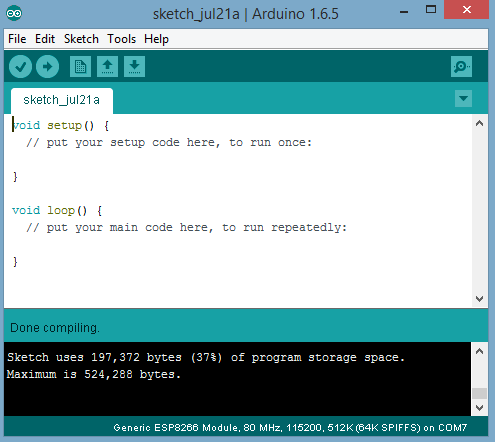 sketch_jul21a | Arduino 1.6.5
File Edit Sketch Tools Help
sketch_jul21a
void setup() {
  // put your setup code here, to run once:
}
void loop() {
  // put your main code here, to run repeatedly:
}
Done compiling.
Sketch uses 197,372 bytes (37%) of program storage space.
Maximum is 524,288 bytes.
Generic ESP8266 Module, 80 MHz, 115200, 512K (64K SPIFFS) on COM7